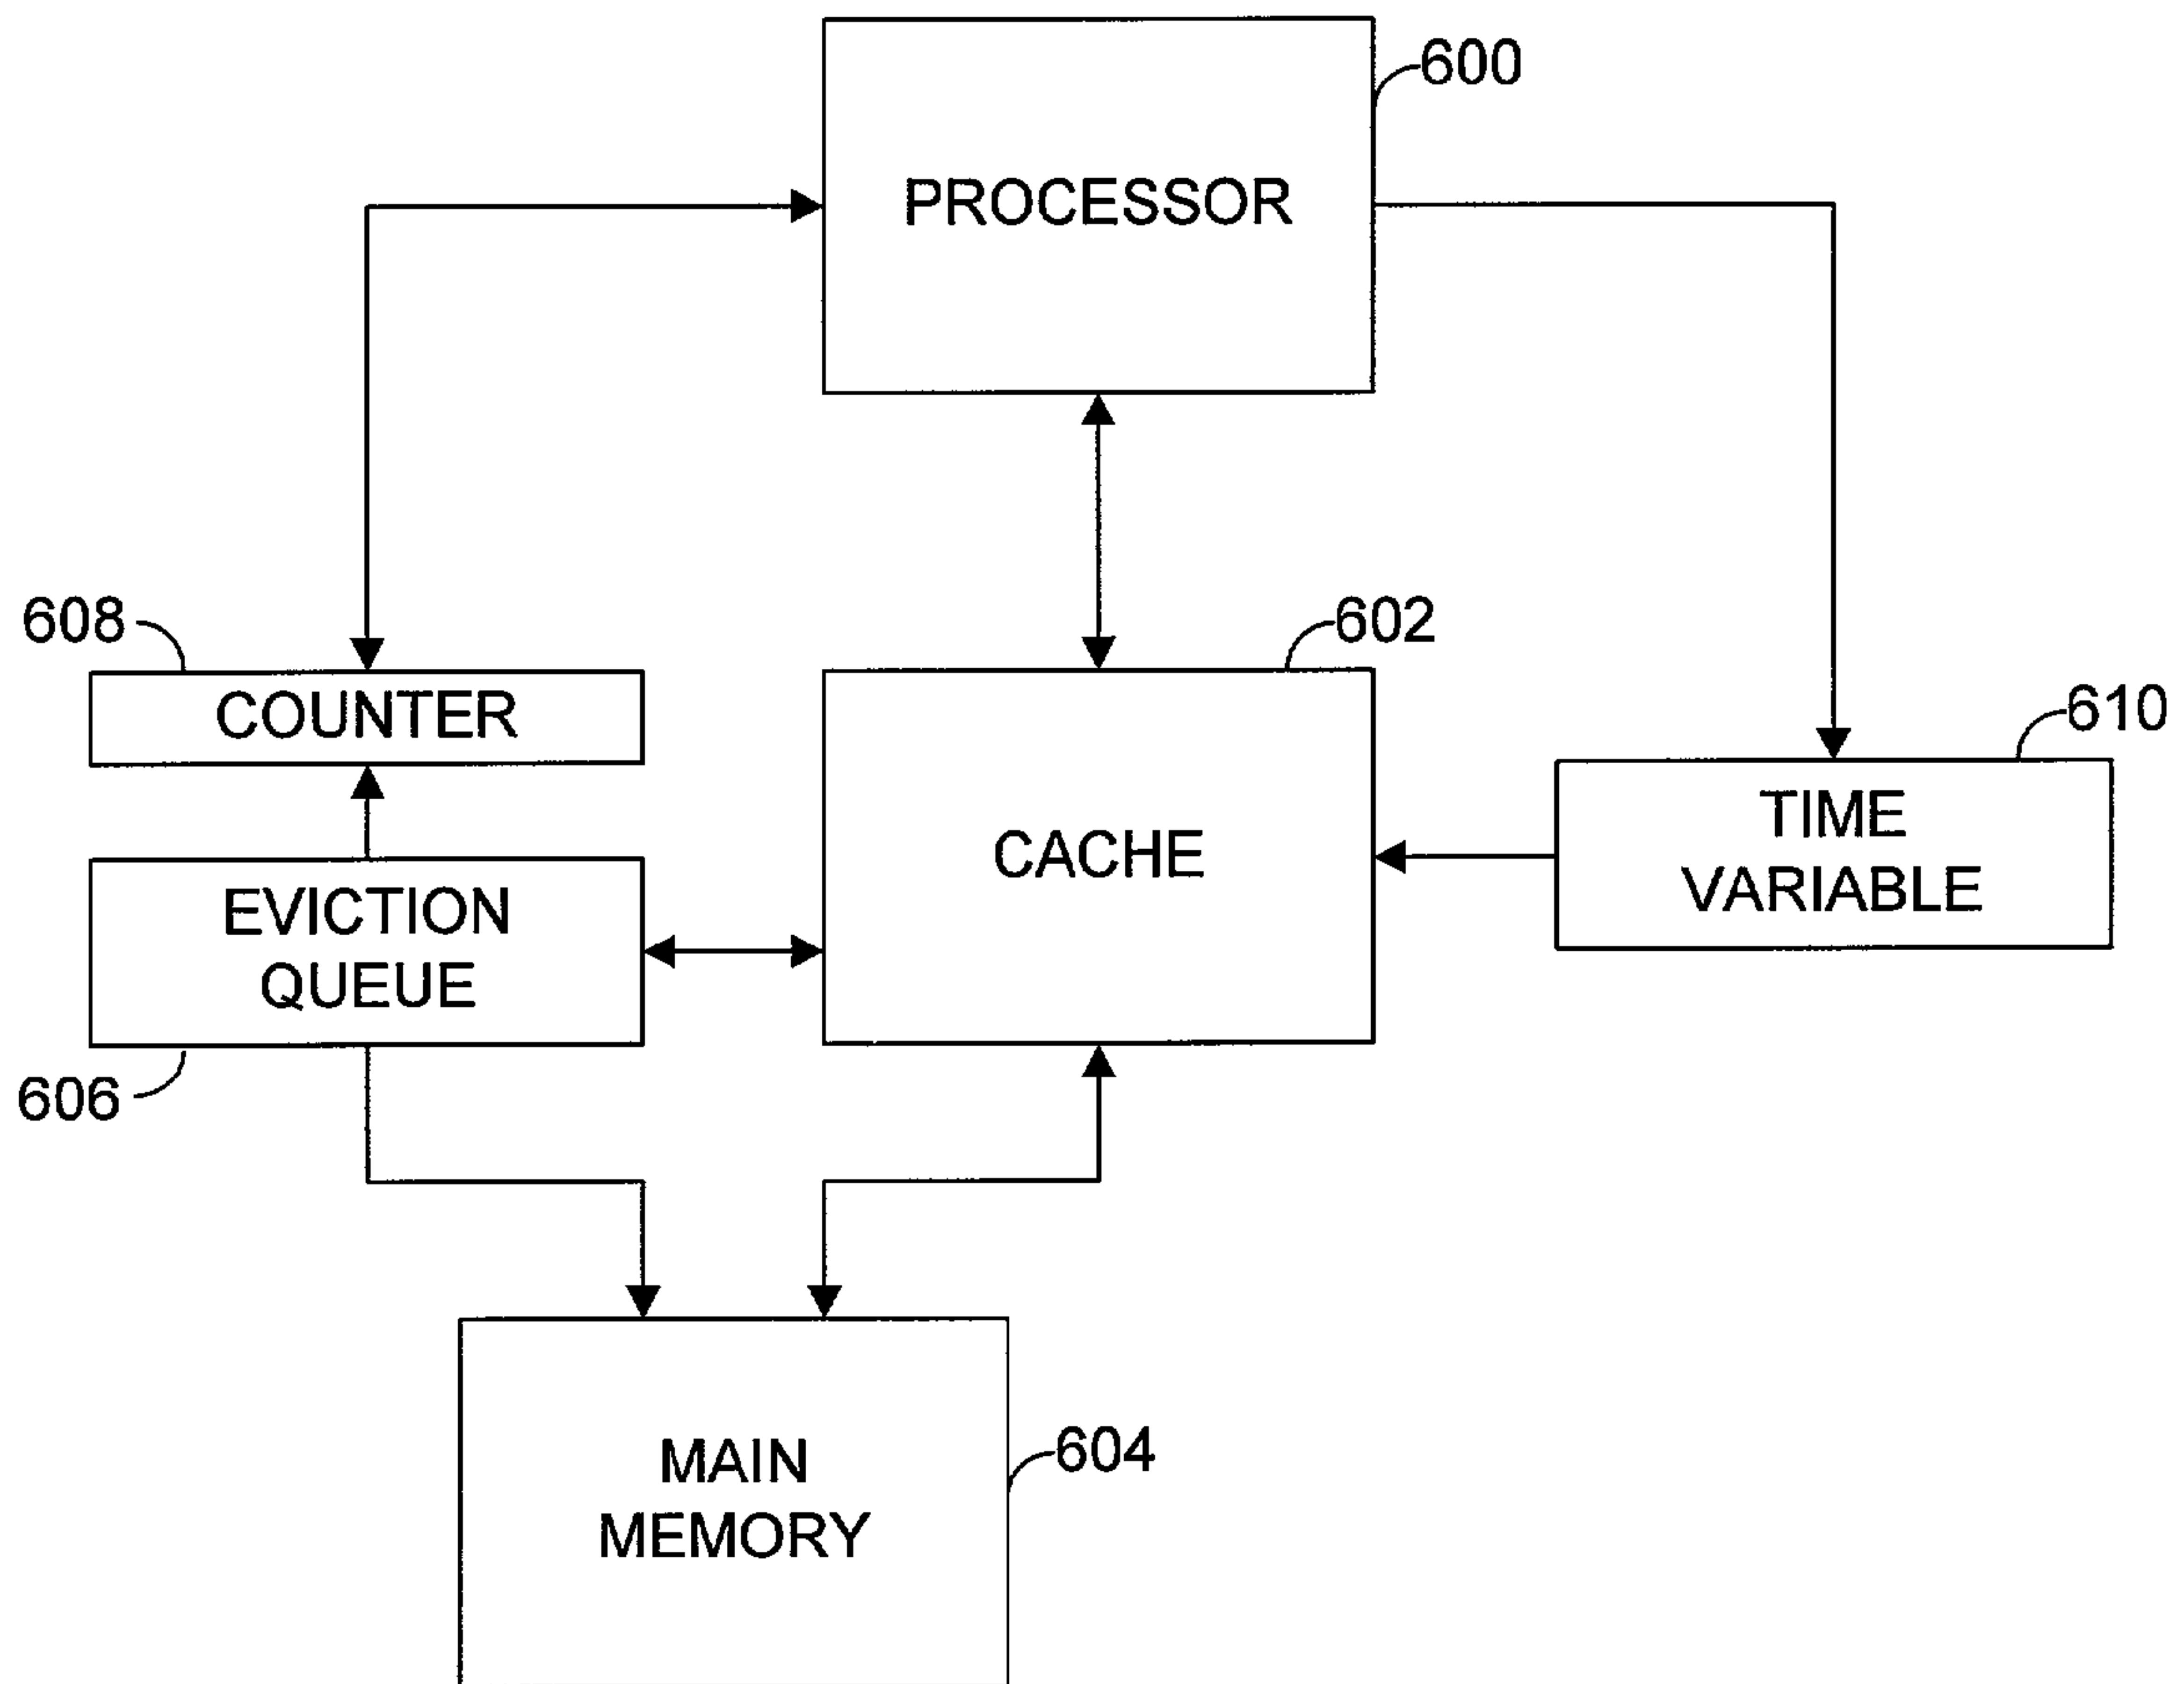 600
PROCESSOR
608
602
COUNTER
610
TIME
VARIABLE
CACHE
EVICTION
QUEUE
606
MAIN
MEMORY
604